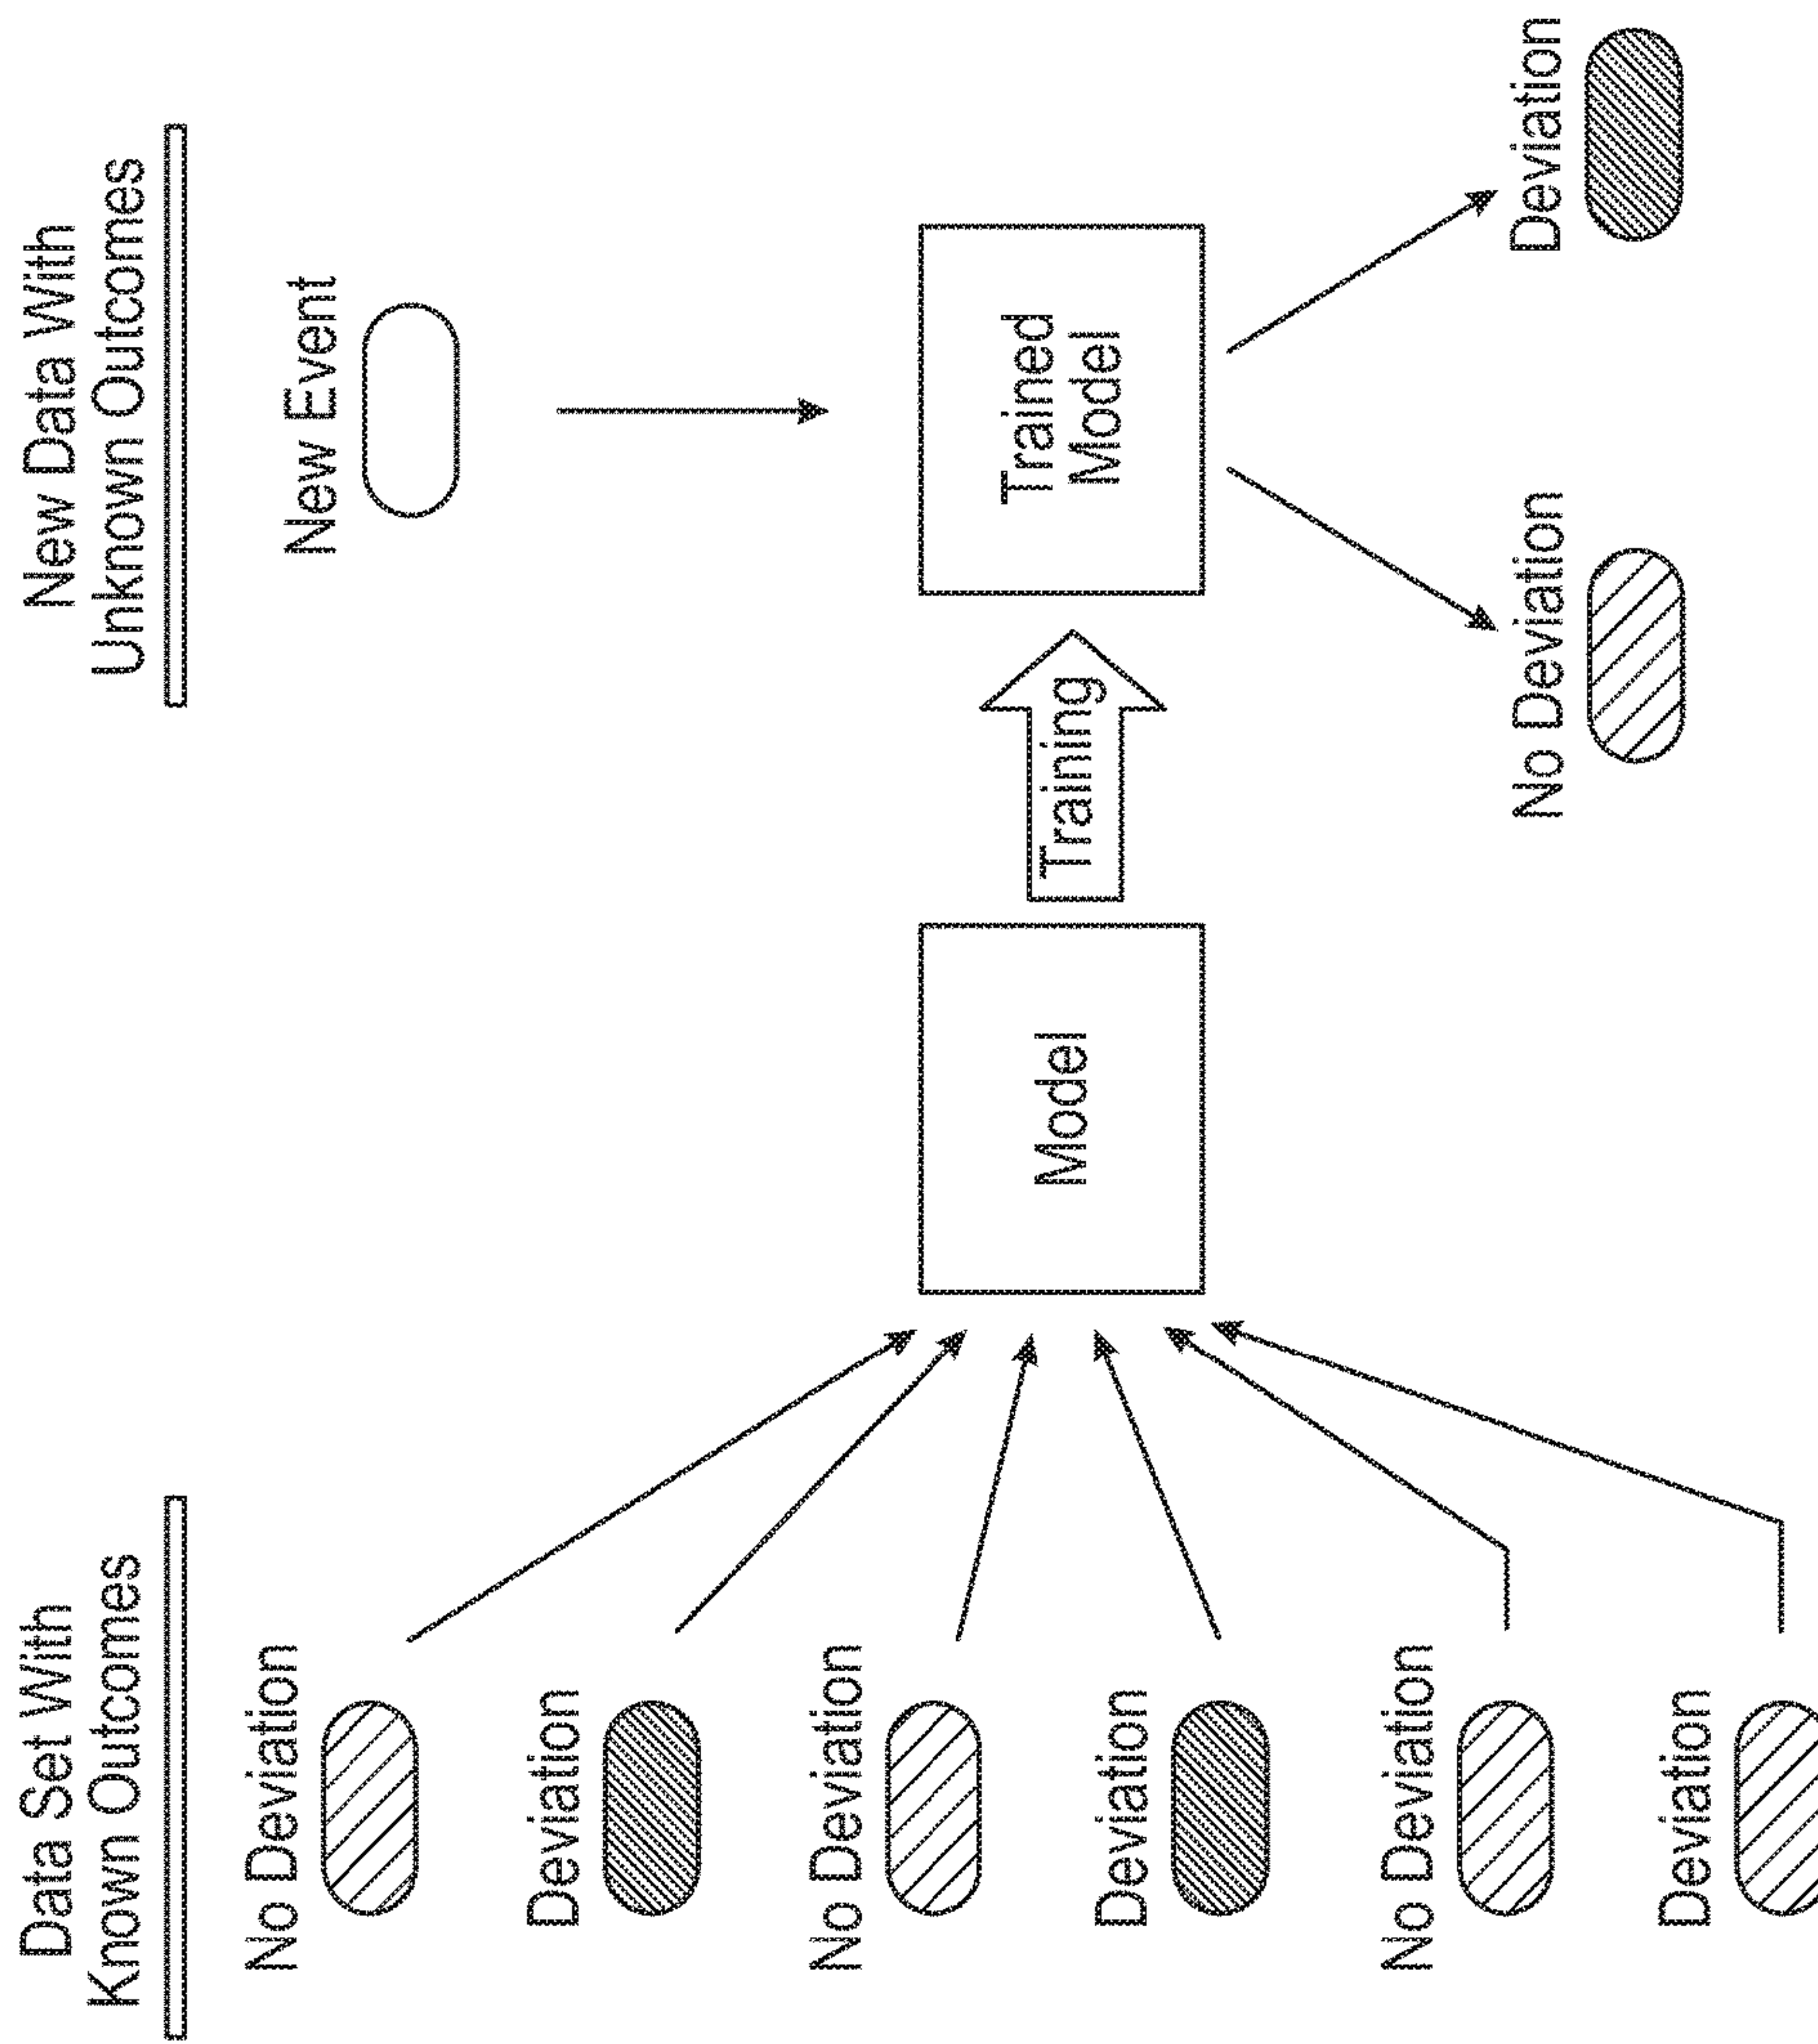 Data Set With
Known Outcomes
No Deviation
Deviation
No Deviation
Deviation
No Deviation
Deviation
Model
Training
New Data With
Unknown Outcomes
New Event
Trained
Model
No Deviation
Deviation